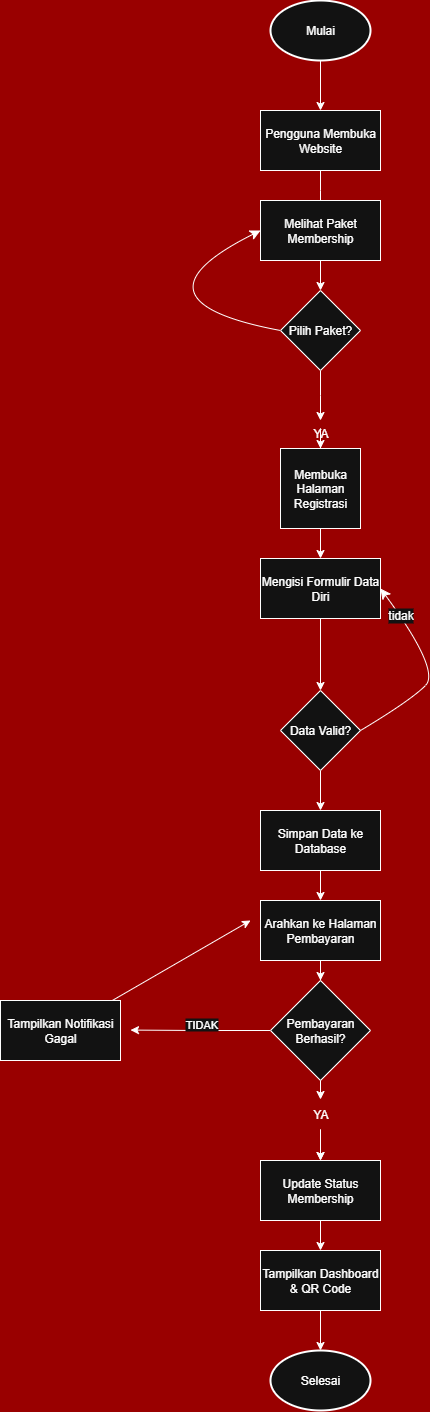 Mulai
Pengguna Membuka
Website
Melihat Paket
Membership
Pilih Paket?
YA
Membuka
Halaman
Registrasi
Mengisi Formulir Data
Diri
tidak
Data Valid?
Simpan Data ke
Database
Arahkan ke Halaman
Pembayaran
Tampilkan Notifikasi
Gagal
TIDAK
Pembayaran
Berhasil?
YA
Update Status
Membership
Tampilkan Dashboard
& QR Code
Selesai